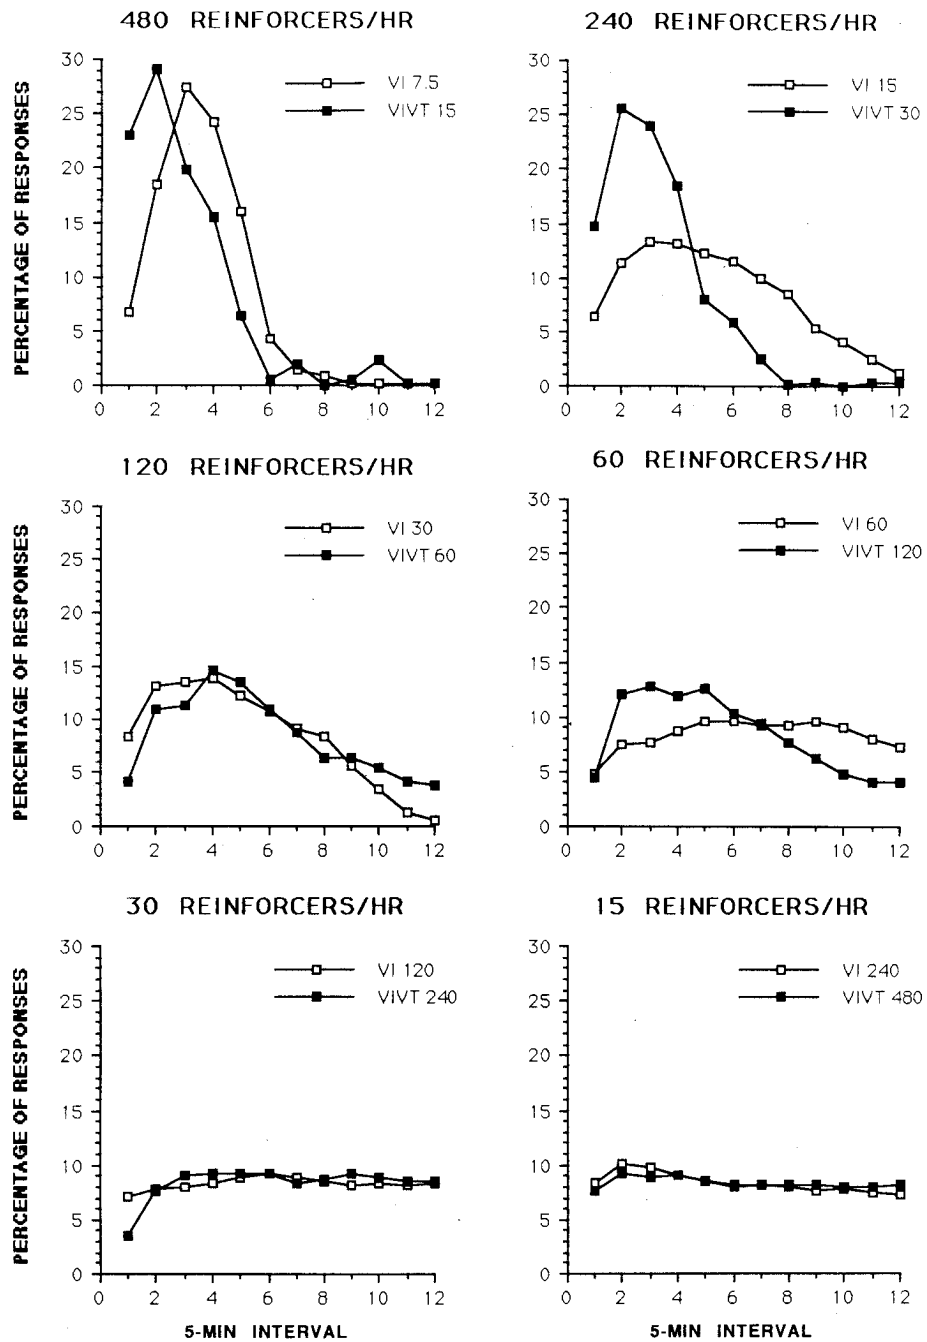 480 REINFORCERS/HR
PERCENTAGE OF RESPONSES
30
25
20
15
10
5
0
0 2 4 6 8 10 12
VI 7.5
VIVT 15
240 REINFORCERS/HR
30
25
20
15
10
5
0
0 2 4 6 8 10 12
VI 15
VIVT 30
120 REINFORCERS/HR
PERCENTAGE OF RESPONSES
30
25
20
15
10
5
0
0 2 4 6 8 10 12
VI 30
VIVT 60
60 REINFORCERS/HR
30
25
20
15
10
5
0
0 2 4 6 8 10 12
VI 60
VIVT 120
30 REINFORCERS/HR
PERCENTAGE OF RESPONSES
30
25
20
15
10
5
0
0 2 4 6 8 10 12
5-MIN INTERVAL
VI 120
VIVT 240
15 REINFORCERS/HR
30
25
20
15
10
5
0
0 2 4 6 8 10 12
5-MIN INTERVAL
VI 240
VIVT 480